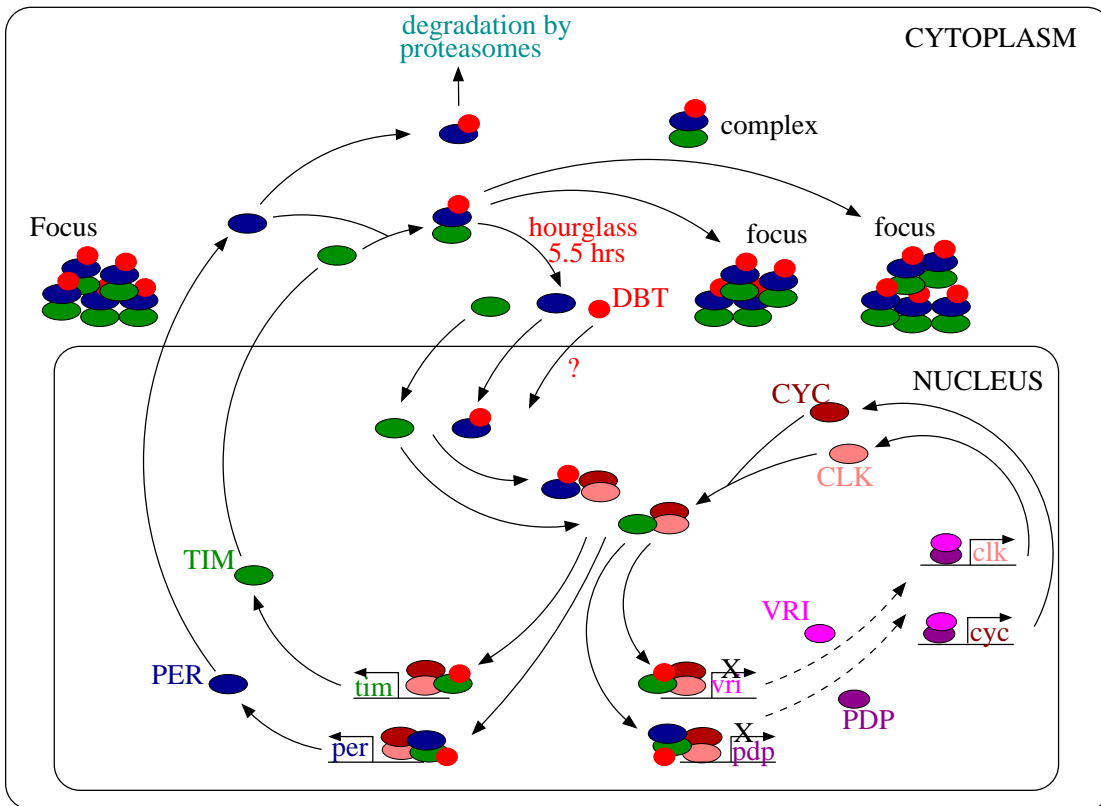 degradation by
proteasomes
CYTOPLASM
complex
Focus
hourglass
5.5 hrs
focus
focus
DBT
?
NUCLEUS
CYC
CLK
TIM
clk
VRI
cyc
PER
tim
X
vri
PDP
per
X
pdp